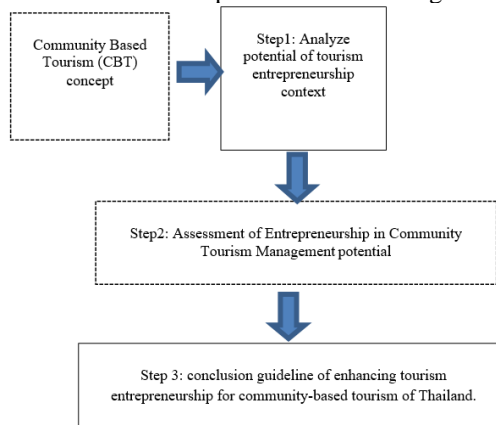 Community Based
Tourism (CBT)
concept
Step1: Analyze
potential of tourism
entrepreneurship
context
Step2: Assessment of Entrepreneurship in Community
Tourism Management potential
Step 3: conclusion guideline of enhancing tourism
entrepreneurship for community-based tourism of Thailand.